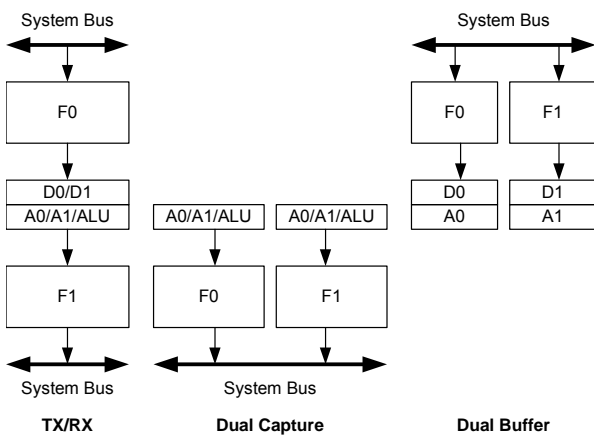 System Bus
System Bus
F0
F0
F1
D0/D1
A0/A1/ALU
A0/A1/ALU
A0/A1/ALU
D0
D1
A0
A1
F1
F0
F1
System Bus
System Bus
TX/RX
Dual Capture
Dual Buffer